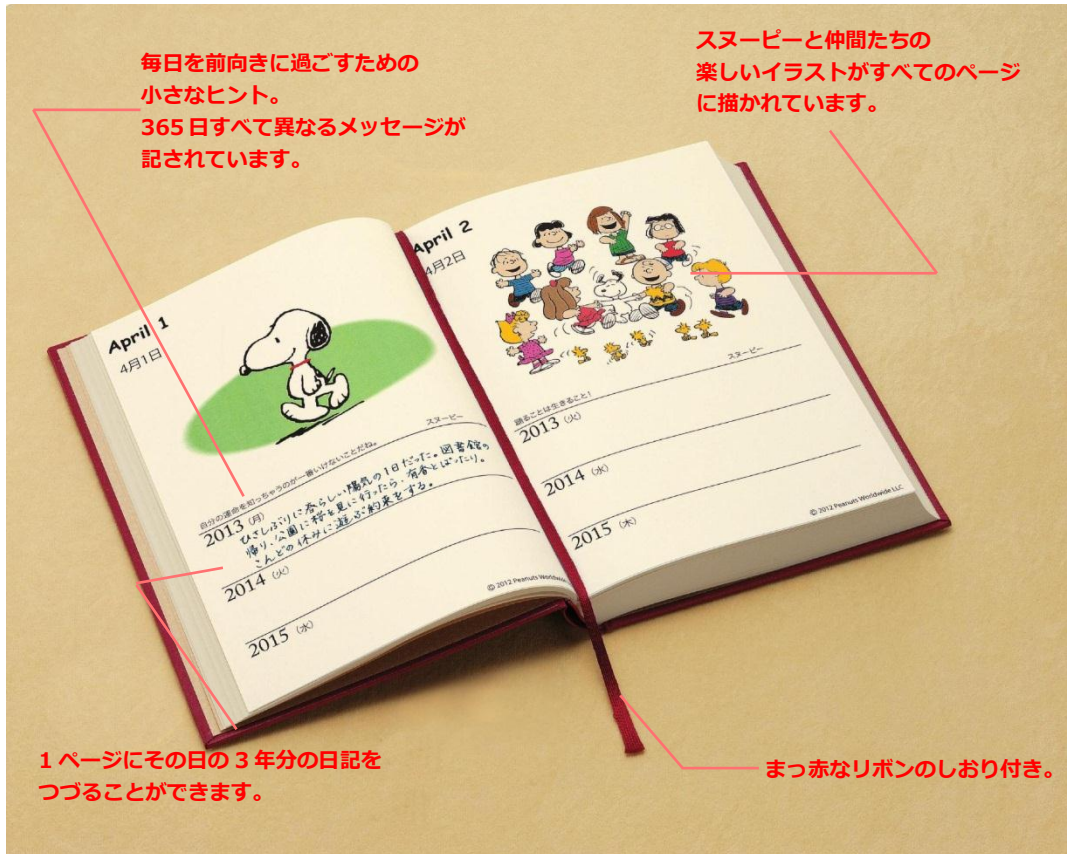 毎日を前向きに過ごすための
小さなヒント。
365日すべて異なるメッセージが
記されています。
スヌーピーと仲間たちの
楽しいイラストがすべてのページ
に描かれています。
April 1
4月1日
スヌーピー
自分の運命を知っちゃうのが一番いけないことだね。
2013 (月)
ひさしぶりに春らしい陽気の1日だった。図書館の
帰り、公園に桜を見に行ったら、有香とばったり。
こんどの休みに遊ぶ約束をする。
2014 (火)
2015 (水)
© 2012 Peanuts Worldwide
April 2
4月2日
スヌーピー
踊ることは生きること!
2013 (火)
2014 (水)
2015 (木)
© 2012 Peanuts Worldwide LLC
1ページにその日の3年分の日記を
つづることができます。
まっ赤なリボンのしおり付き。